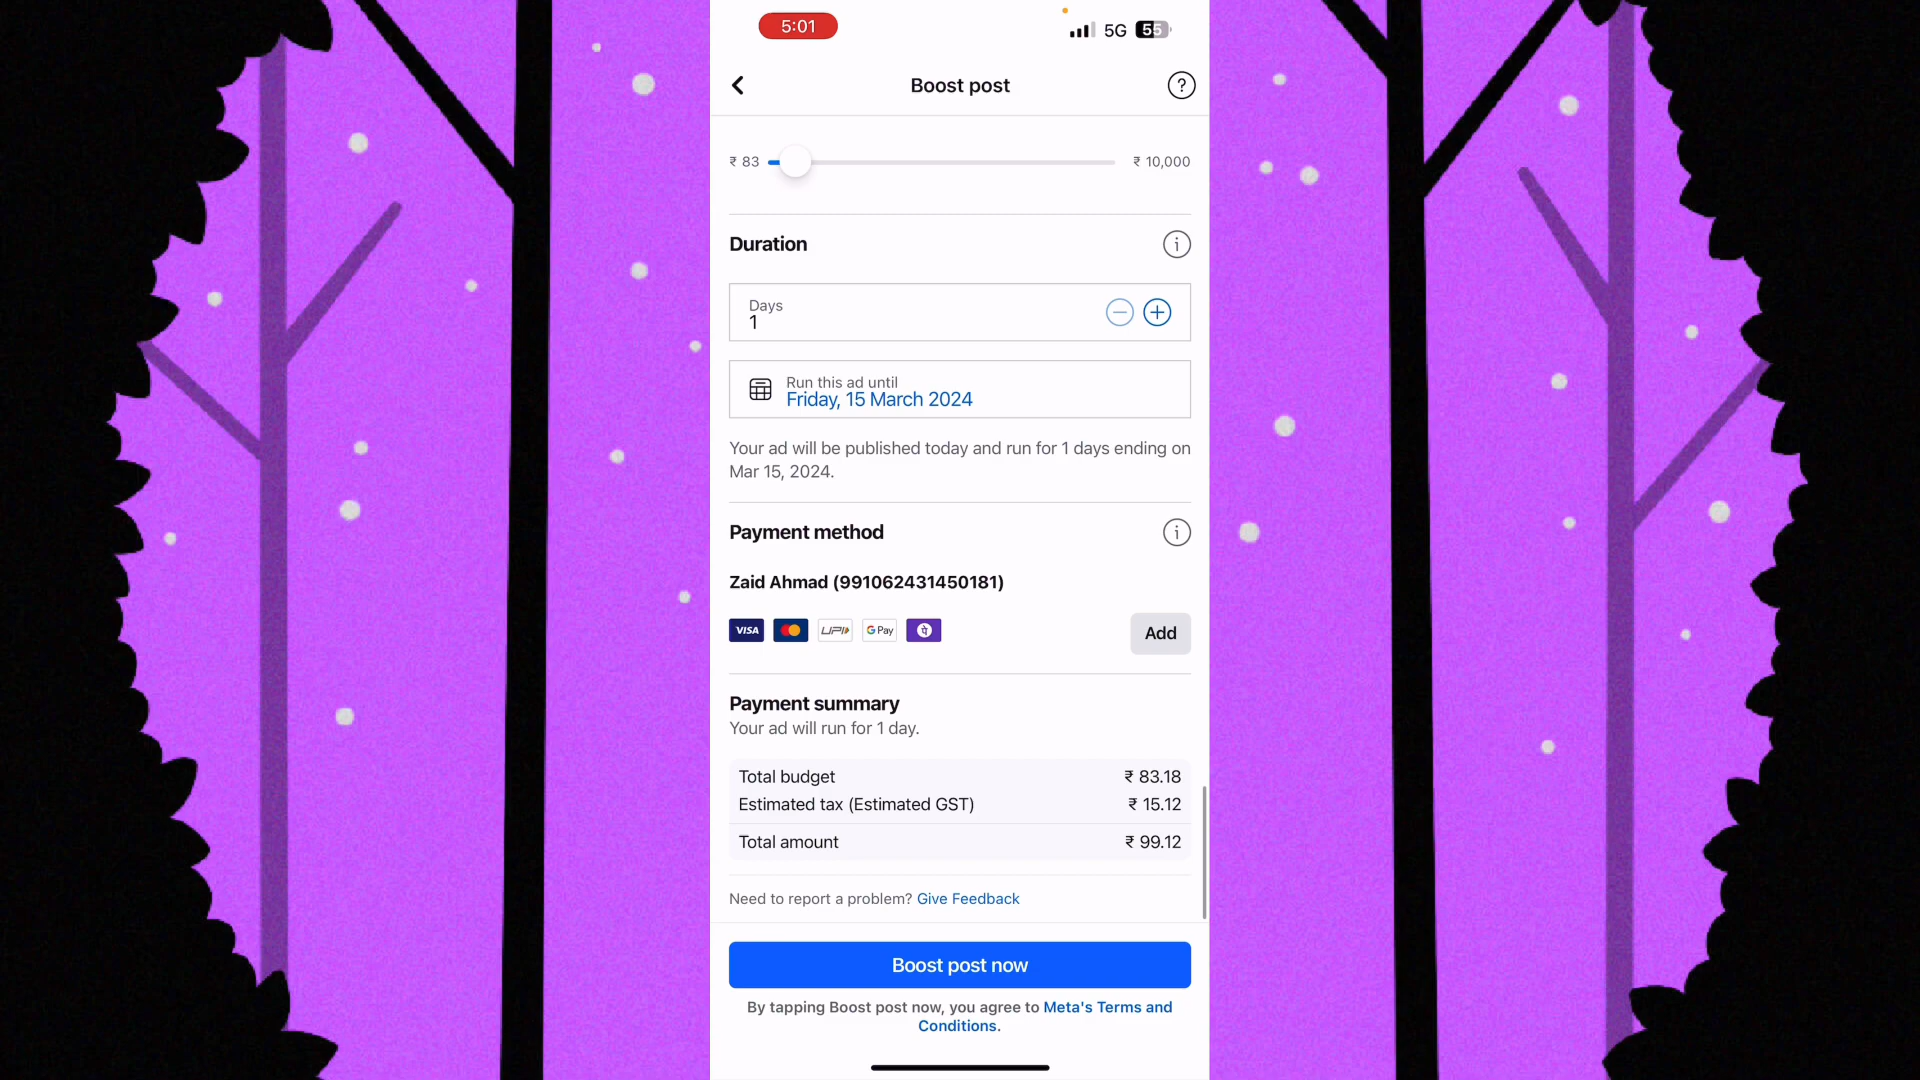 5:01
5G 55
Boost post
?
₹ 83
₹ 10,000
Duration
Days
1
Run this ad until
Friday, 15 March 2024
Your ad will be published today and run for 1 days ending on
Mar 15, 2024.
Payment method
Zaid Ahmad (991062431450181)
VISA UPI G Pay पे
Add
Payment summary
Your ad will run for 1 day.
Total budget ₹ 83.18
Estimated tax (Estimated GST) ₹ 15.12
Total amount ₹ 99.12
Need to report a problem? Give Feedback
Boost post now
By tapping Boost post now, you agree to Meta's Terms and
Conditions.